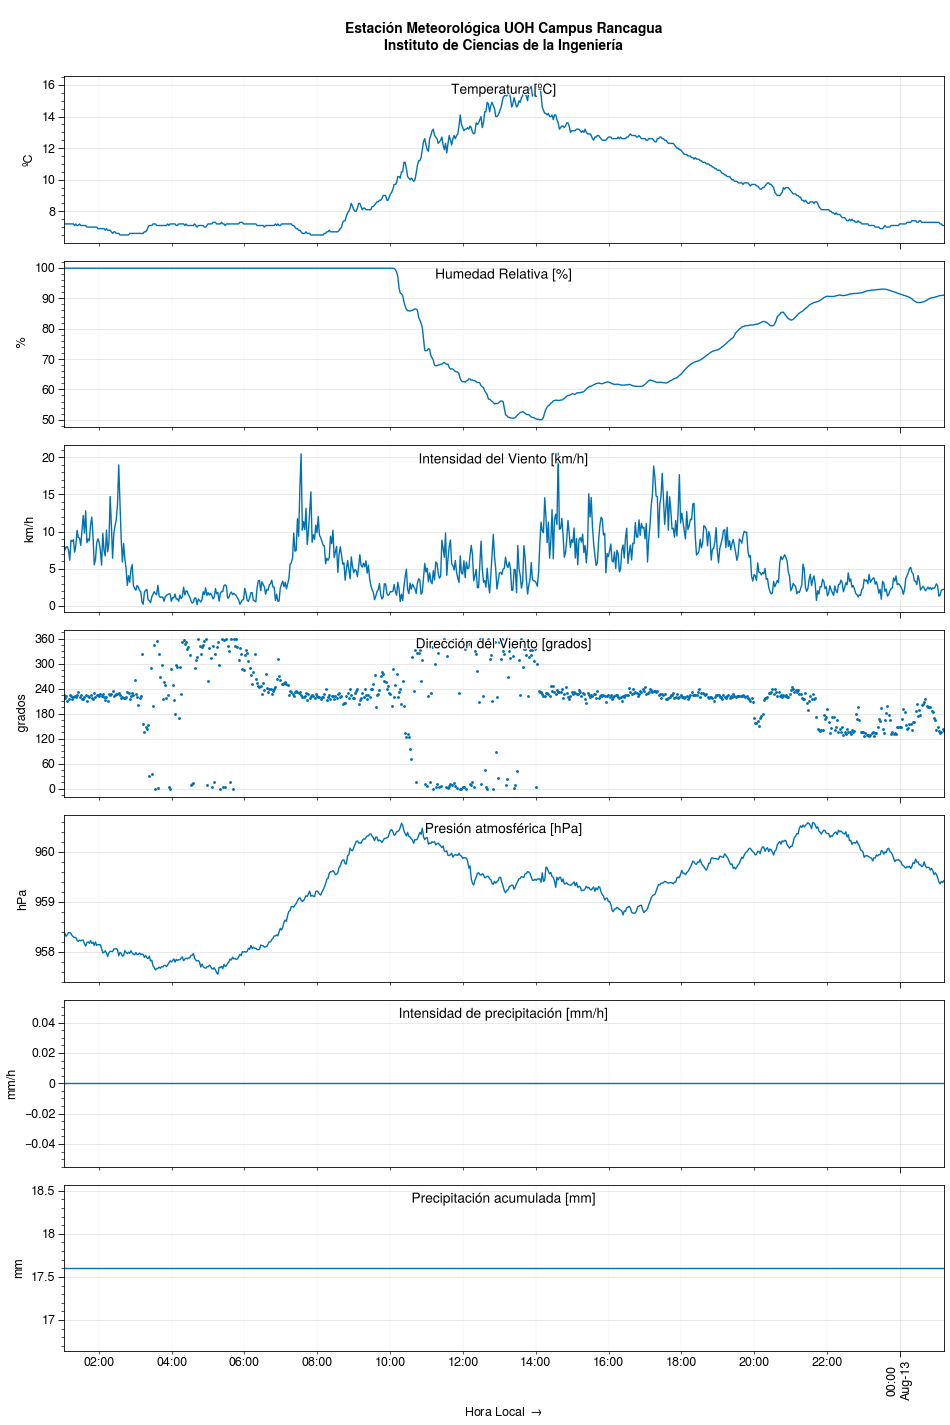 Estación Meteorológica UOH Campus Rancagua
Instituto de Ciencias de la Ingeniería
Temperatura [ºC]
ºC
16
14
12
10
8
Humedad Relativa [%]
%
100
90
80
70
60
50
Intensidad del Viento [km/h]
km/h
20
15
10
5
0
Dirección del Viento [grados]
grados
360
300
240
180
120
60
0
Presión atmosférica [hPa]
hPa
960
959
958
Intensidad de precipitación [mm/h]
mm/h
0.04
0.02
0
−0.02
−0.04
Precipitación acumulada [mm]
mm
18.5
18
17.5
17
02:00 04:00 06:00 08:00 10:00 12:00 14:00 16:00 18:00 20:00 22:00 00:00
Aug-13
Hora Local →